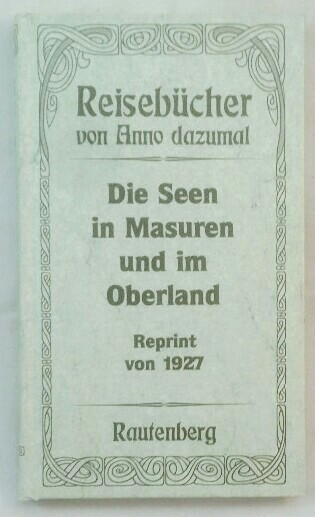 Reisebücher
von Anno dazumal
Die Seen
in Masuren
und im
Oberland
Reprint
von 1927
Rautenberg